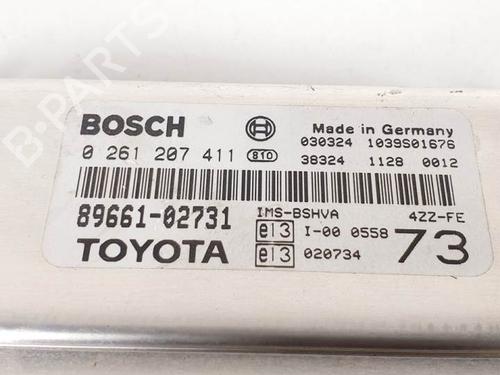 BOSCH
Made in Germany
030324 1039S01676
0 261 207 411 810
38324 1128 0012
89661-02731
IMS-BSHVA
4ZZ-FE
TOYOTA
e13 I-00 0558
73
e13 020734
B-PARTS